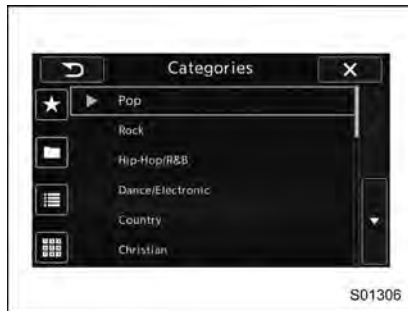 Categories
Pop
Rock
Hip-Hop/R&B
Dance/Electronic
Country
Christian
S01306